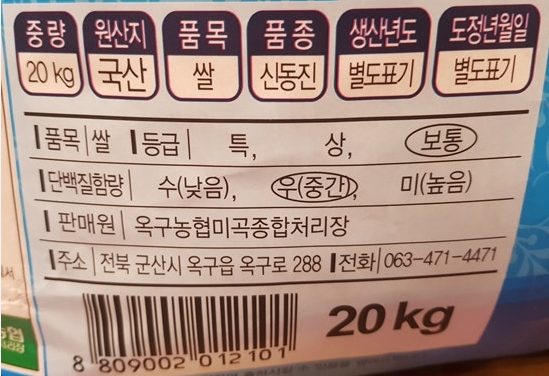 중량 원산지 품목 품종 생산년도 도정년월일
20 kg 국산 쌀 신동진 별도표기 별도표기
품목 쌀 등급 특, 상, 보통
단백질함량 수(낮음), 우(중간), 미(높음)
판매원 옥구농협미곡종합처리장
주소 전북 군산시 옥구읍 옥구로 288 전화 063-471-4471
20 kg
8 809002 012101